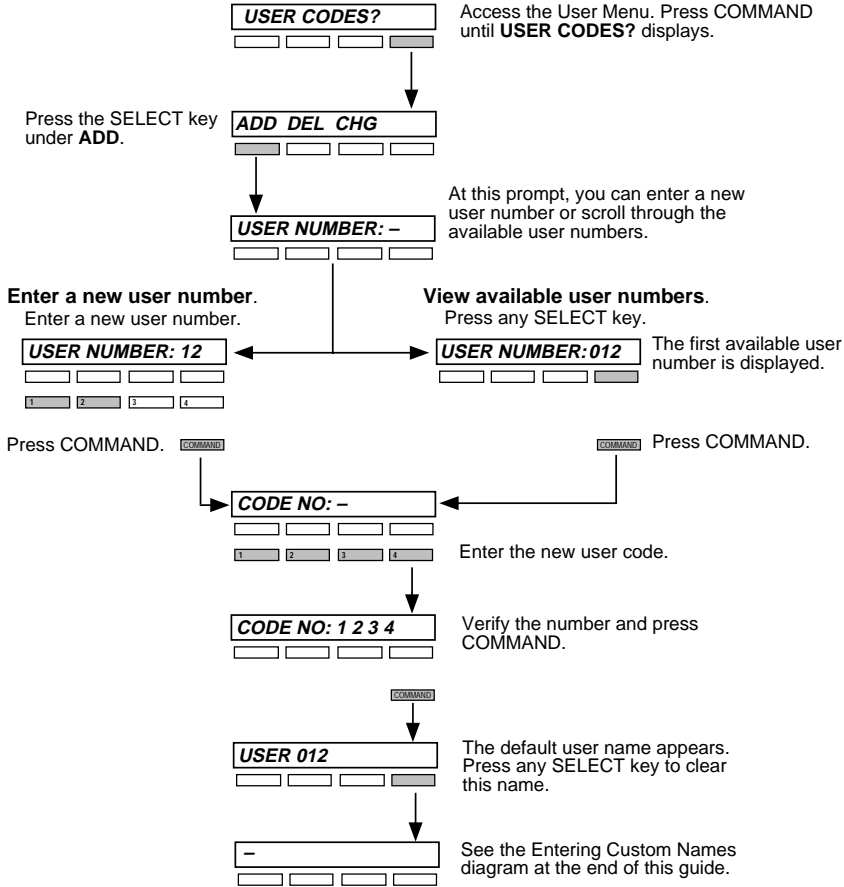 USER CODES?
Access the User Menu. Press COMMAND
until USER CODES? displays.
Press the SELECT key
under ADD.
ADD DEL CHG
At this prompt, you can enter a new
user number or scroll through the
available user numbers.
USER NUMBER: –
Enter a new user number.
Enter a new user number.
View available user numbers.
Press any SELECT key.
USER NUMBER: 12
1 2 3 4
USER NUMBER:012
The first available user
number is displayed.
Press COMMAND.
COMMAND
COMMAND
Press COMMAND.
CODE NO: –
1 2 3 4
Enter the new user code.
CODE NO: 1 2 3 4
Verify the number and press
COMMAND.
COMMAND
USER 012
The default user name appears.
Press any SELECT key to clear
this name.
–
See the Entering Custom Names
diagram at the end of this guide.